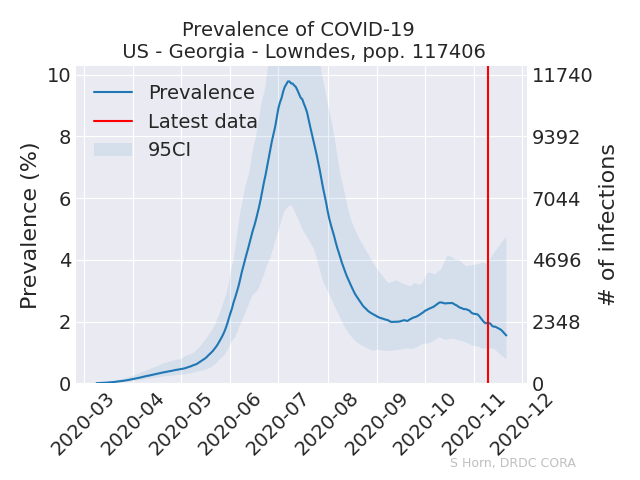 Prevalence of COVID-19
US - Georgia - Lowndes, pop. 117406
Prevalence
Latest data
95CI
Prevalence (%)
10
8
6
4
2
0
11740
9392
7044
4696
2348
0
# of infections
2020-03
2020-04
2020-05
2020-06
2020-07
2020-08
2020-09
2020-10
2020-11
2020-12
S Horn, DRDC CORA